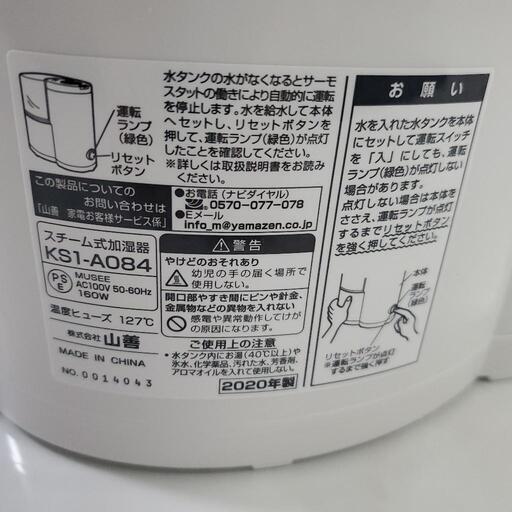 水タンクの水がなくなるとサーモ
スタットの働きにより自動的に運転
を停止します。水を給水して本体
へセットし、リセットボタンを
押して、運転ランプ(緑色)が点灯
したことを確認してください。
※詳しくは取扱説明書をお読み
ください。
運転
ランプ
(緑色)
リセット
ボタン
この製品についての
お問い合わせは
「山善 家電お客様サービス係」
●お電話(ナビダイヤル)
0570-077-078
●Eメール
info_m@yamazen.co.jp
スチーム式加湿器
KS1-A084
PS
E
MUSEE
AC100V 50-60Hz
160W
温度ヒューズ 127℃
株式会社 山善
MADE IN CHINA
NO. 0014043
警告
やけどのおそれあり
幼児の手の届く場所で
使用しない。
開口部やすき間にピンや針金、
金属物などの異物を入れない
感電や異常動作してけが
の原因になります。
ご使用上の注意
・水タンク内にお湯(40℃以上)や
氷水、化学薬品、汚れた水、芳香剤、
アロマオイルを入れて使用しない。
2020年製
お願い
水を入れた水タンクを本体
にセットして運転スイッチ
を「入」にしても、運転ラン
プ(緑色)が点灯しない
場合があります。
点灯しない場合は本体を
ささえ、運転ランプが点灯
するまでリセットボタン
を強く押してください。
本体
運転
ランプ
(緑色)
リセットボタン
※運転ランプが点灯
するまで強く押す